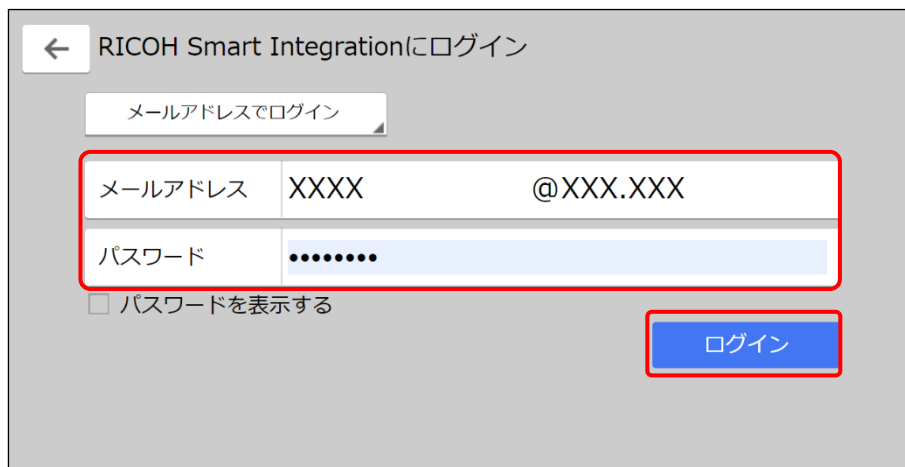 ← RICOH Smart Integrationにログイン
メールアドレスでログイン
メールアドレス XXXX @XXX.XXX
パスワード ••••••••
パスワードを表示する
ログイン